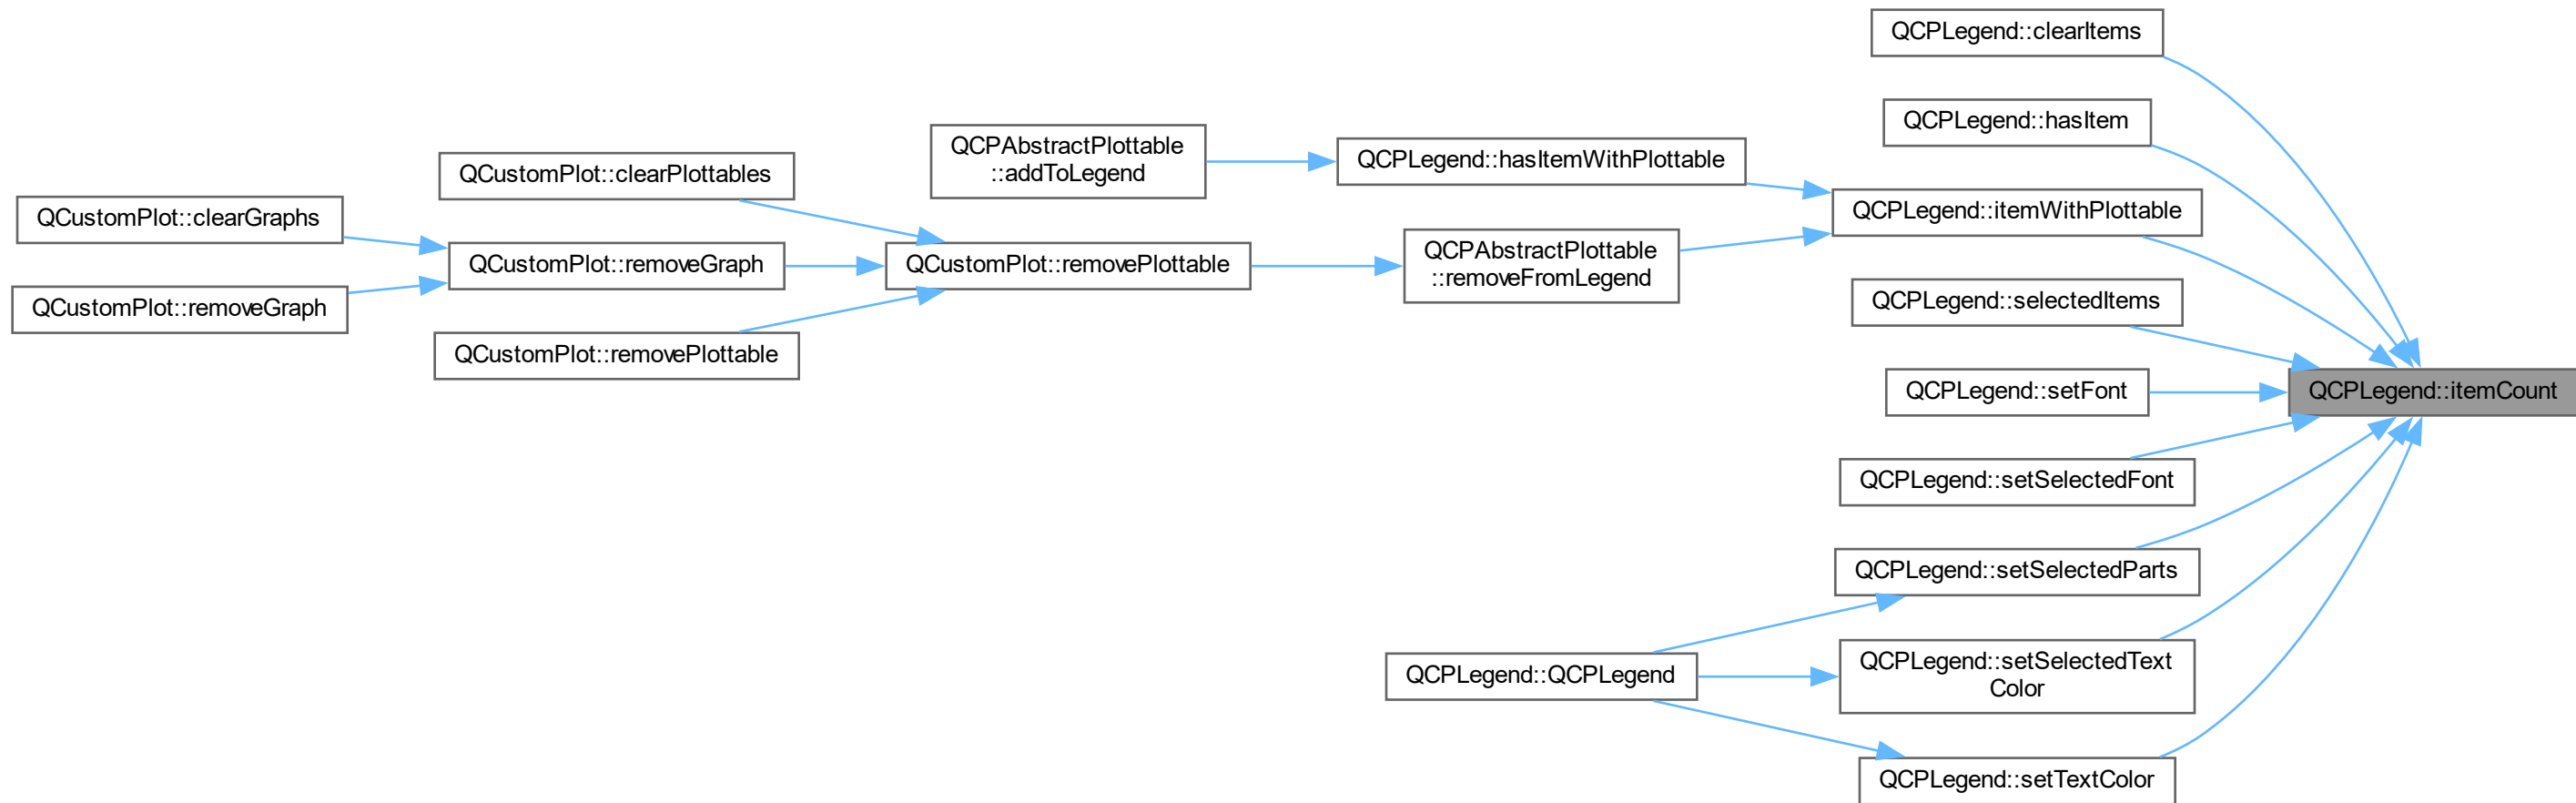 QCPLegend::clearItems
QCPLegend::hasItem
QCPAbstractPlottable
::addToLegend
QCPLegend::hasItemWithPlottable
QCustomPlot::clearPlottables
QCPLegend::itemWithPlottable
QCustomPlot::clearGraphs
QCustomPlot::removeGraph
QCustomPlot::removePlottable
QCPAbstractPlottable
::removeFromLegend
QCustomPlot::removeGraph
QCPLegend::selectedItems
QCustomPlot::removePlottable
QCPLegend::setFont
QCPLegend::itemCount
QCPLegend::setSelectedFont
QCPLegend::setSelectedParts
QCPLegend::QCPLegend
QCPLegend::setSelectedText
Color
QCPLegend::setTextColor